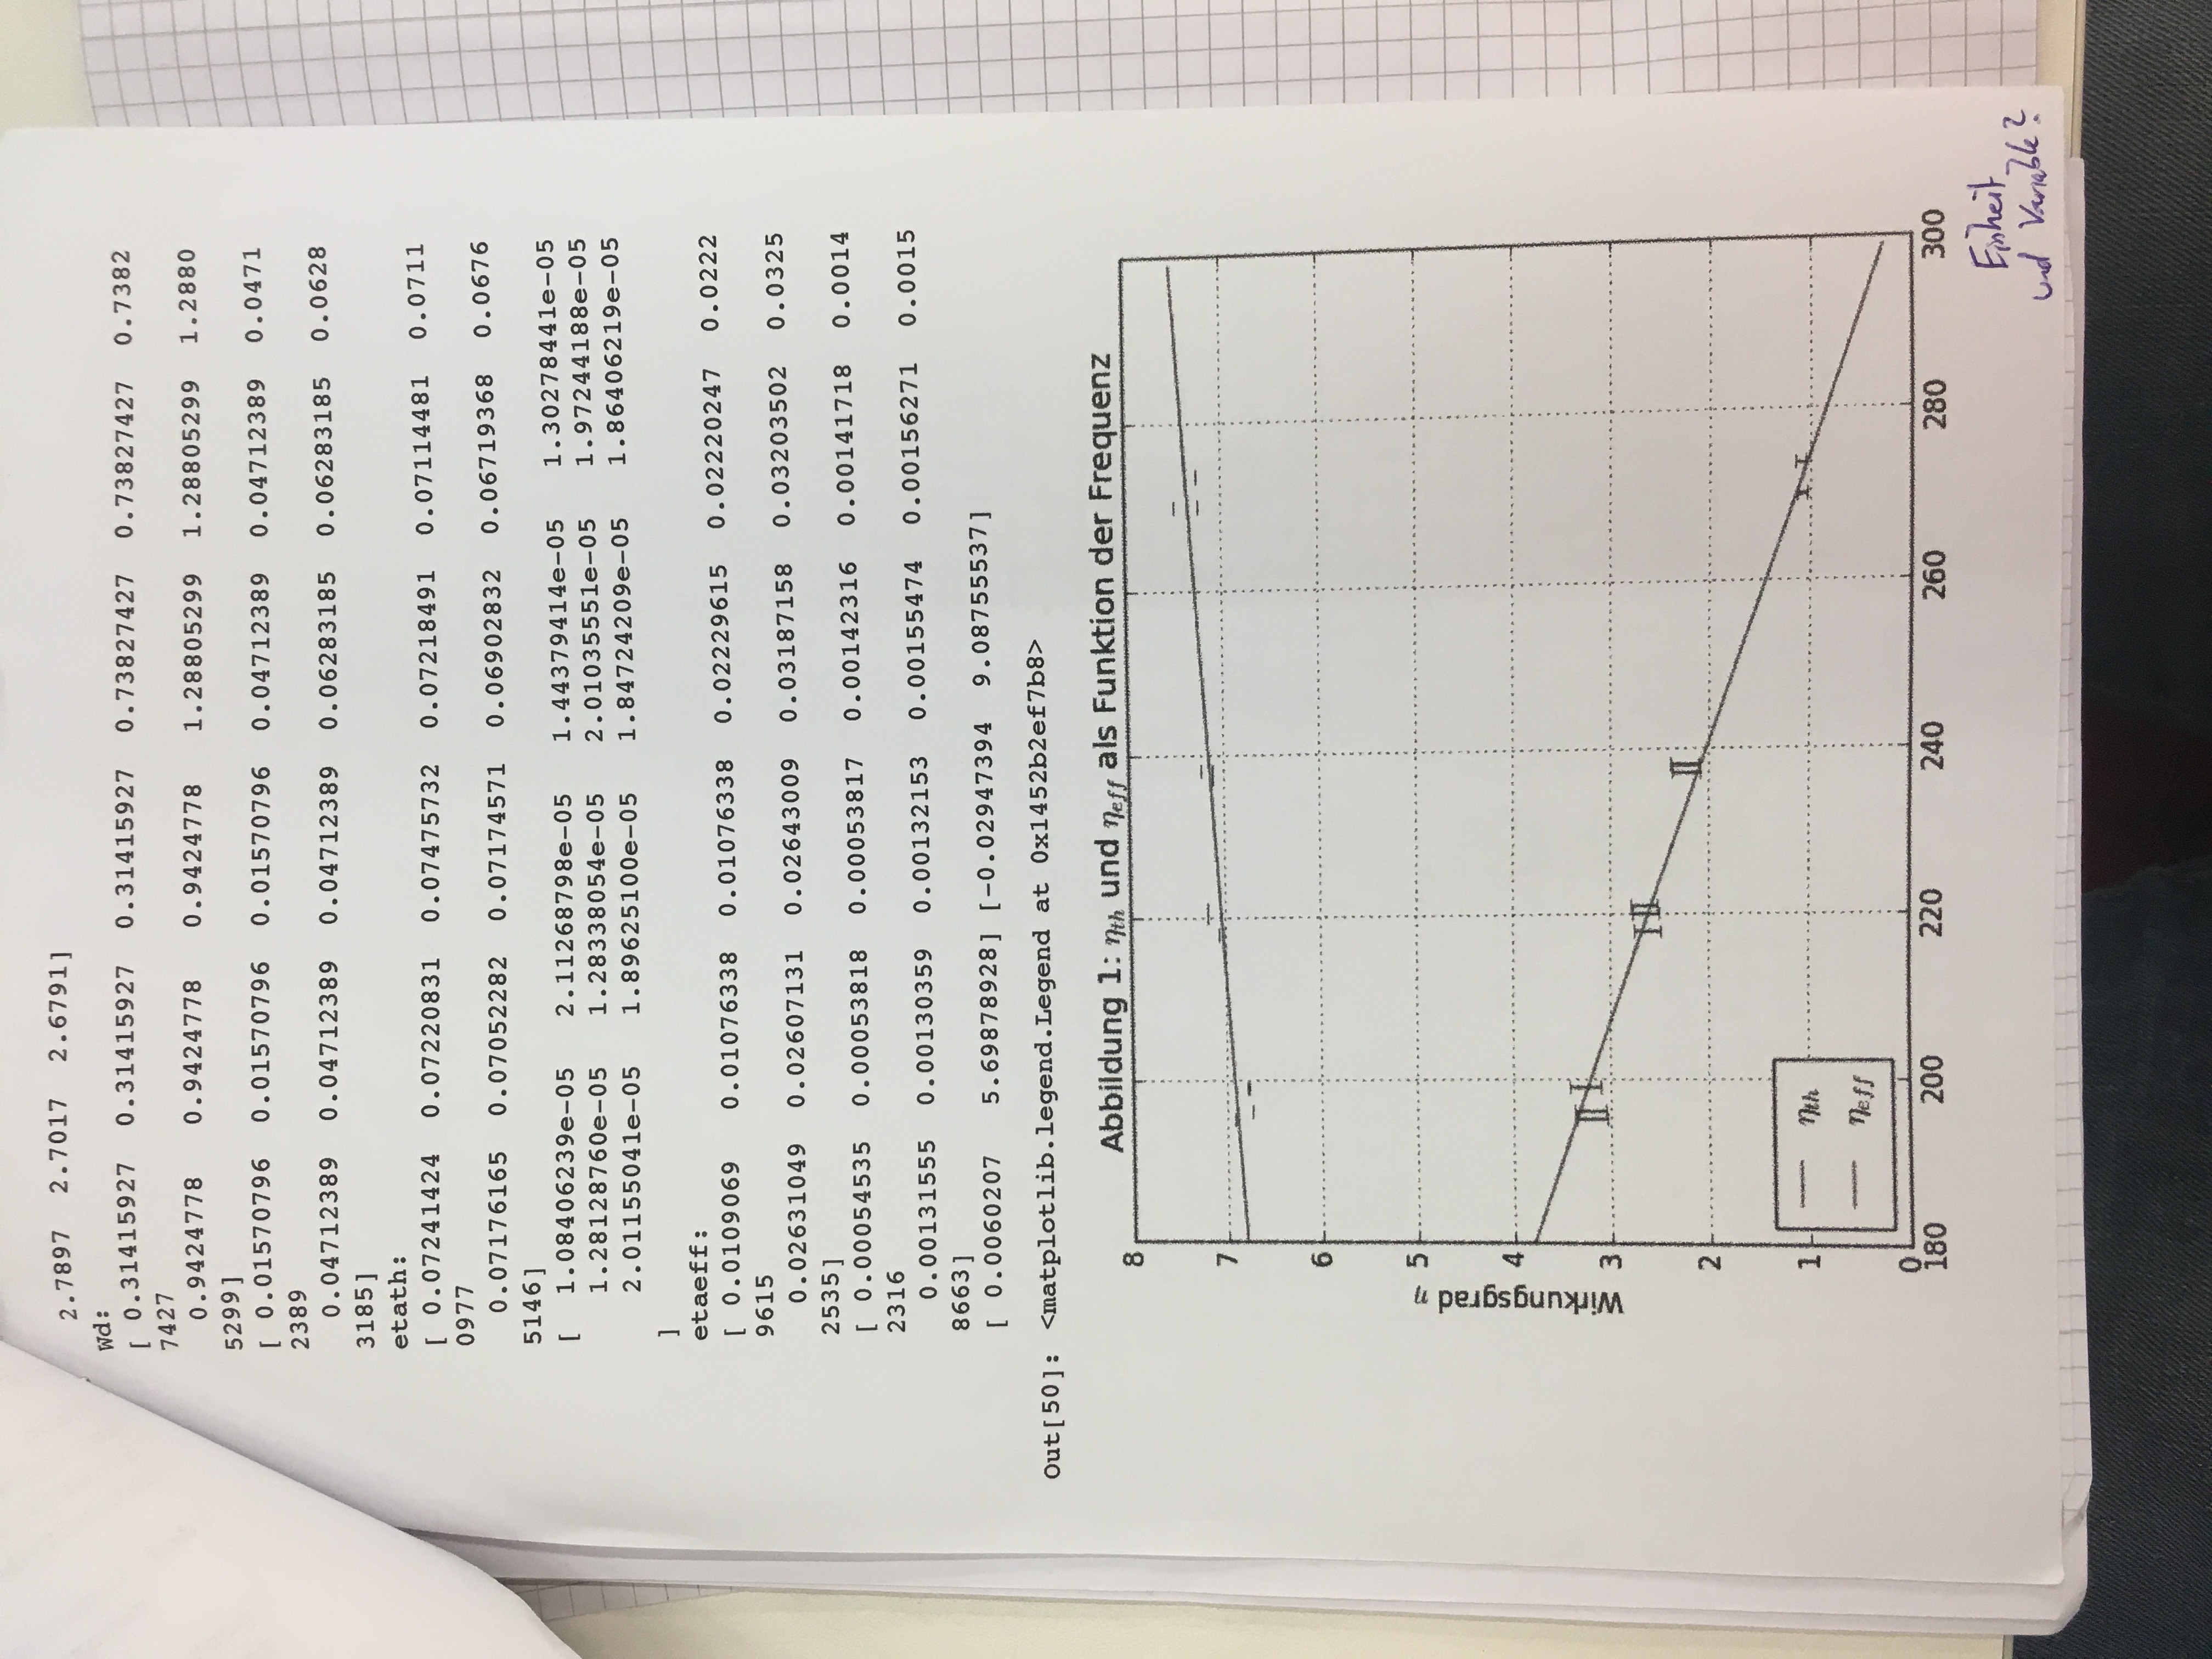 2.7897 2.7017 2.6791]
Wd:
[ 0.31415927 0.31415927 0.31415927 0.73827427 0.73827427 0.7382
7427
0.9424778 0.9424778 0.9424778 1.28805299 1.28805299 1.2880
5299]
[ 0.01570796 0.01570796 0.01570796 0.04712389 0.04712389 0.0471
2389
0.04712389 0.04712389 0.04712389 0.06283185 0.06283185 0.0628
3185]
etath:
[ 0.07241424 0.07220831 0.07475732 0.07218491 0.07114481 0.0711
0977
0.07176165 0.07052282 0.07174571 0.06902832 0.06719368 0.0676
5146]
[ 1.08406239e-05 2.11268798e-05 1.44379414e-05 1.30278441e-05
1.28128760e-05 1.28338054e-05 2.01035551e-05 1.97244188e-05
2.01155041e-05 1.89625100e-05 1.84724209e-05 1.86406219e-05
]
etaeff:
[ 0.0109069 0.01076338 0.01076338 0.02229615 0.02220247 0.0222
9615
0.02631049 0.02607131 0.02643009 0.03187158 0.03203502 0.0325
2535]
[ 0.00054535 0.00053818 0.00053817 0.00142316 0.00141718 0.0014
2316
0.00131555 0.00130359 0.00132153 0.00155474 0.00156271 0.0015
8663]
[ 0.0060207 5.69878928] [-0.02947394 9.08755537]
Out[50]: <matplotlib.legend.Legend at 0x1452b2ef7b8>
Abbildung 1: ηth und ηeff als Funktion der Frequenz
8
7
6
5
4
3
2
1
0
Wirkungsgrad η
ηth
ηeff
180 200 220 240 260 280 300
Einheit
und Variable?